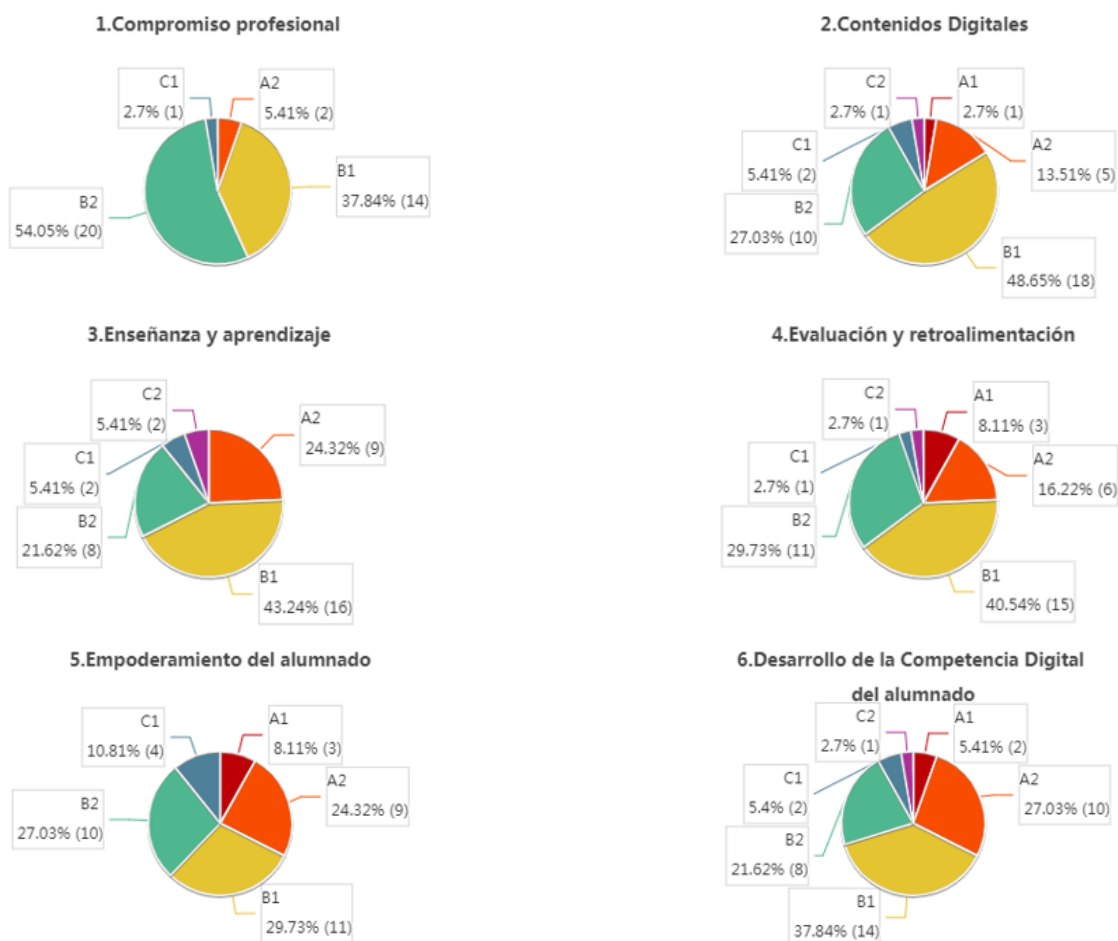 1.Compromiso profesional
C1
2.7% (1)
A2
5.41% (2)
B1
37.84% (14)
B2
54.05% (20)
2.Contenidos Digitales
C2
2.7% (1)
A1
2.7% (1)
C1
5.41% (2)
A2
13.51% (5)
B2
27.03% (10)
B1
48.65% (18)
3.Enseñanza y aprendizaje
C2
5.41% (2)
A2
24.32% (9)
C1
5.41% (2)
B2
21.62% (8)
B1
43.24% (16)
4.Evaluación y retroalimentación
C2
2.7% (1)
A1
8.11% (3)
C1
2.7% (1)
A2
16.22% (6)
B2
29.73% (11)
B1
40.54% (15)
5.Empoderamiento del alumnado
C1
10.81% (4)
A1
8.11% (3)
A2
24.32% (9)
B2
27.03% (10)
B1
29.73% (11)
6.Desarrollo de la Competencia Digital
del alumnado
C2
2.7% (1)
A1
5.41% (2)
C1
5.4% (2)
A2
27.03% (10)
B2
21.62% (8)
B1
37.84% (14)